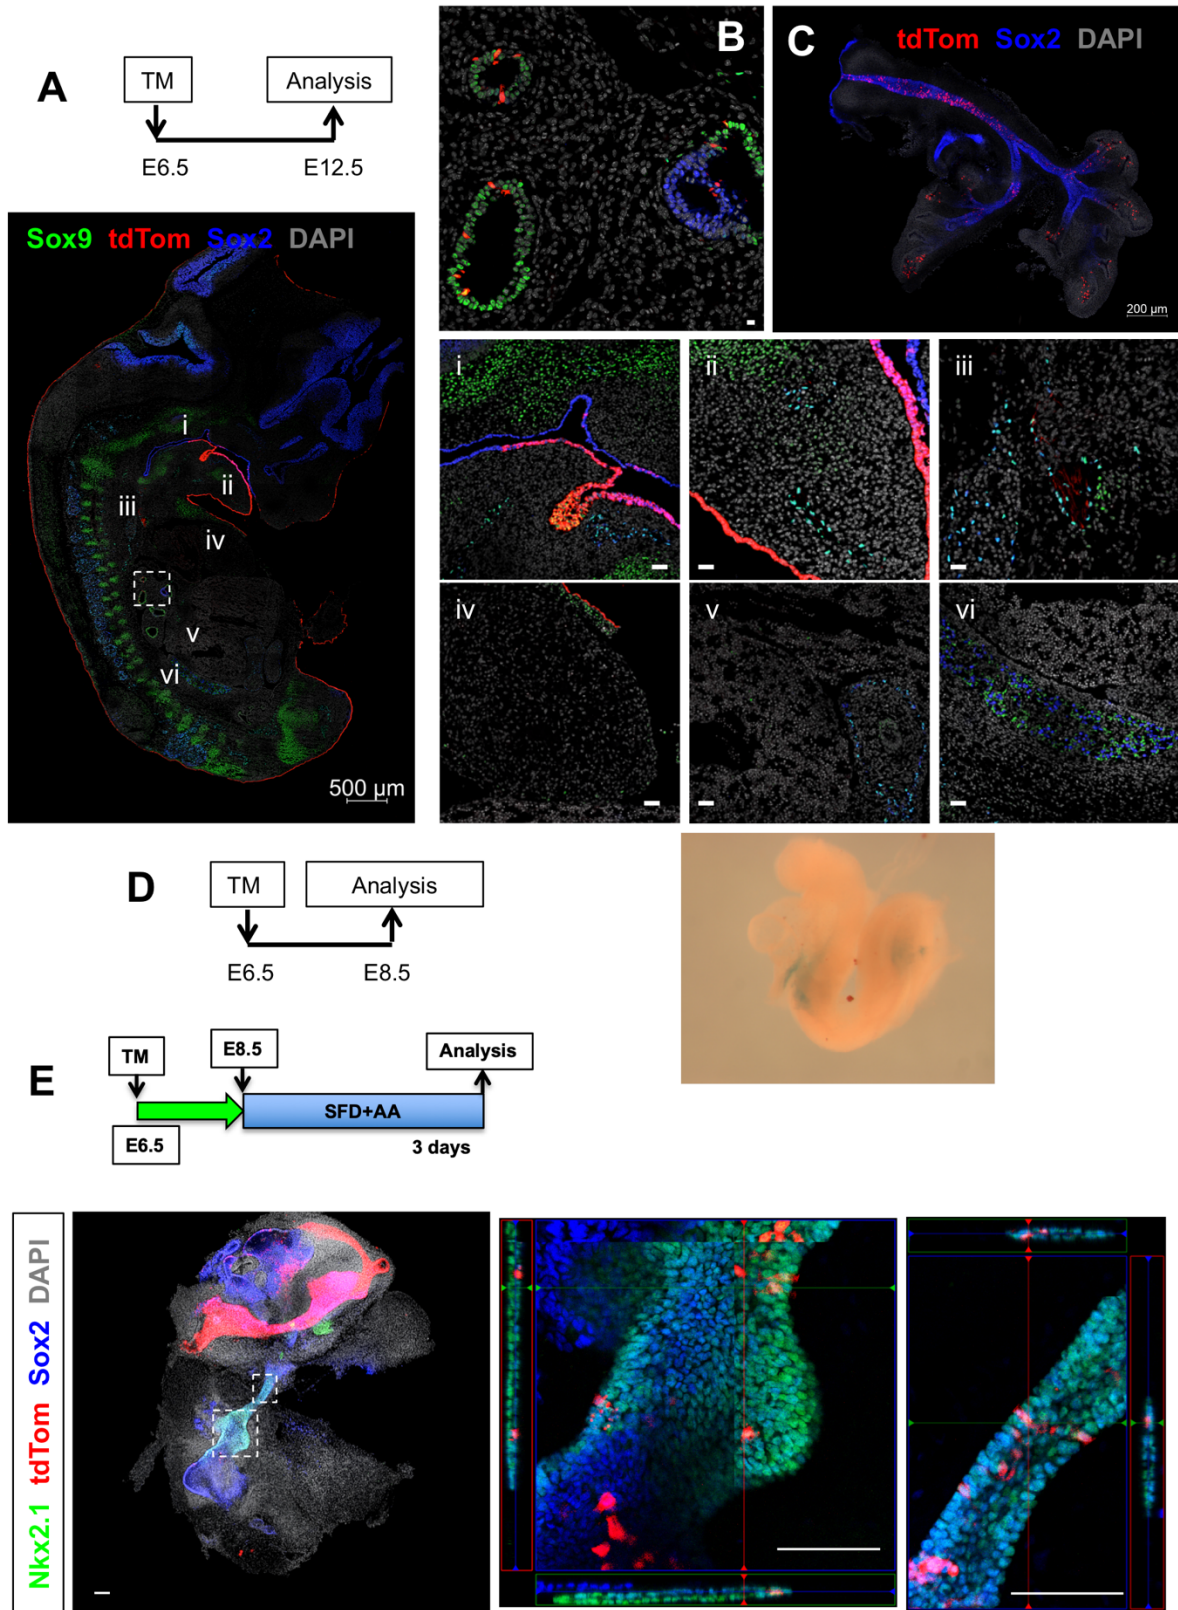 A
TM
Analysis
E6.5
E12.5
Sox9 tdTom Sox2 DAPI
i
ii
iii
iv
v
vi
500 µm
B
C
tdTom Sox2 DAPI
200 µm
i
ii
iii
iv
v
vi
D
TM
Analysis
E6.5
E8.5
E
TM
E8.5
Analysis
SFD+AA
E6.5
3 days
Nkx2.1 tdTom Sox2 DAPI